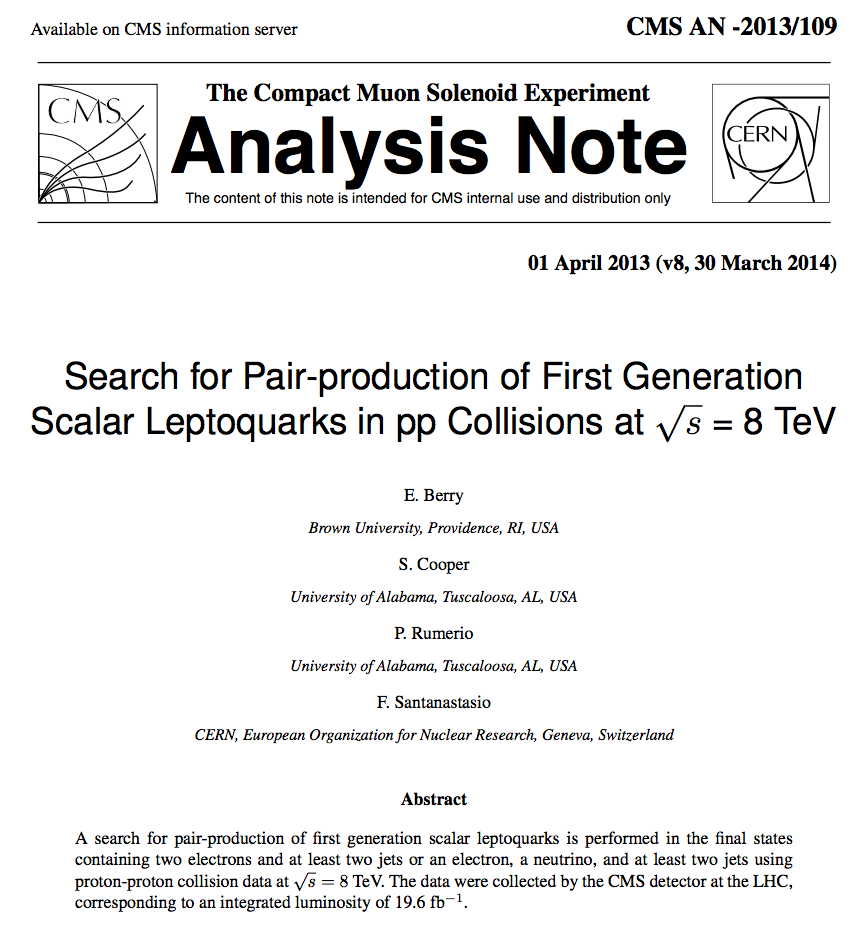 Available on CMS information server
CMS AN -2013/109
CMS
The Compact Muon Solenoid Experiment
Analysis Note
The content of this note is intended for CMS internal use and distribution only
CERN
01 April 2013 (v8, 30 March 2014)
Search for Pair-production of First Generation
Scalar Leptoquarks in pp Collisions at √s = 8 TeV
E. Berry
Brown University, Providence, RI, USA
S. Cooper
University of Alabama, Tuscaloosa, AL, USA
P. Rumerio
University of Alabama, Tuscaloosa, AL, USA
F. Santanastasio
CERN, European Organization for Nuclear Research, Geneva, Switzerland
Abstract
A search for pair-production of first generation scalar leptoquarks is performed in the final states
containing two electrons and at least two jets or an electron, a neutrino, and at least two jets using
proton-proton collision data at √s = 8 TeV. The data were collected by the CMS detector at the LHC,
corresponding to an integrated luminosity of 19.6 fb⁻¹.